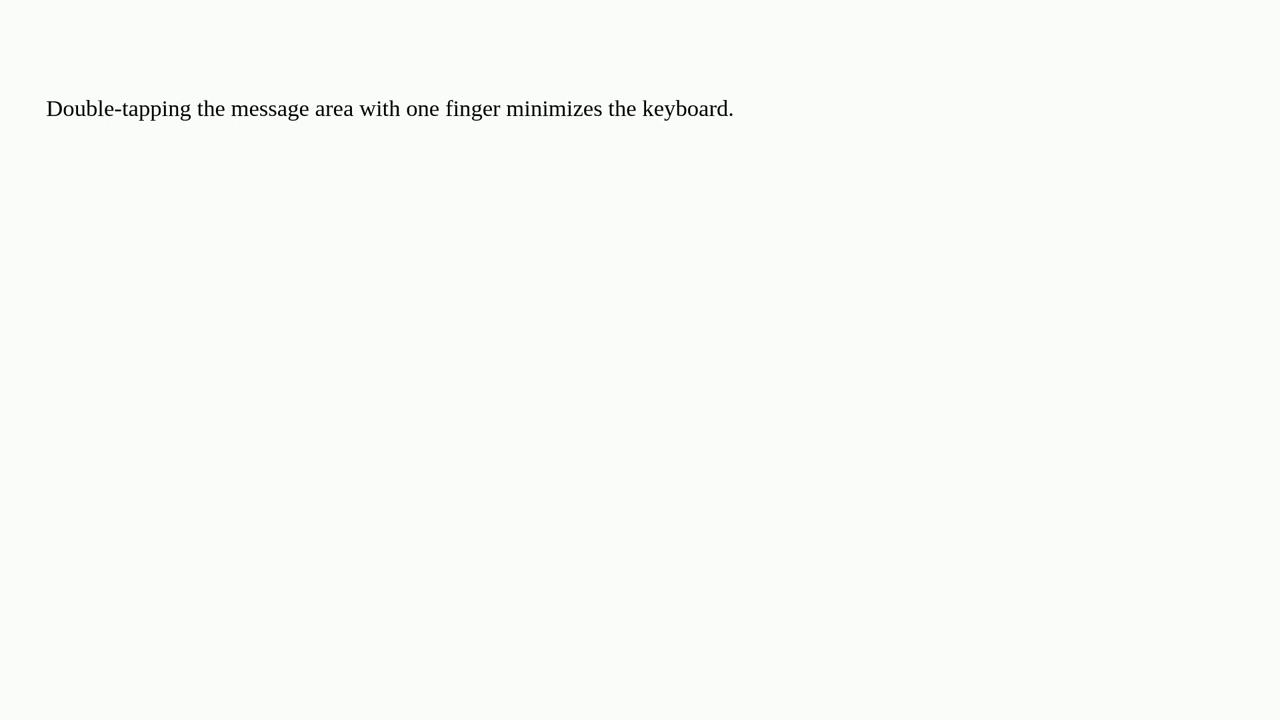 Double-tapping the message area with one finger minimizes the keyboard.